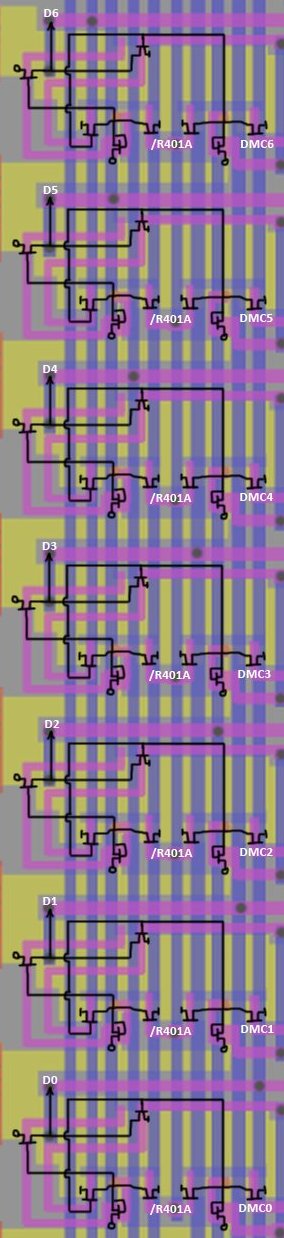 D6
/R401A DMC6
D5
/R401A DMC5
D4
/R401A DMC4
D3
/R401A DMC3
D2
/R401A DMC2
D1
/R401A DMC1
D0
/R401A DMC0